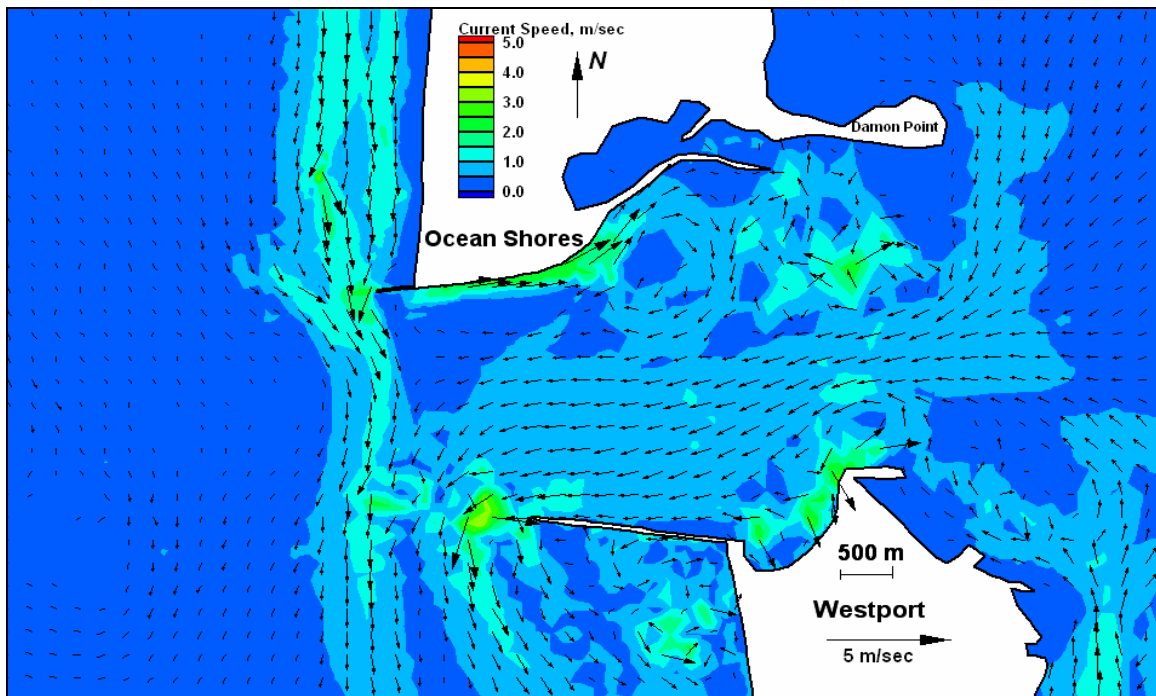 Current Speed, m/sec
5.0
4.0
3.0
2.0
1.0
0.0
N
Damon Point
Ocean Shores
500 m
Westport
5 m/sec